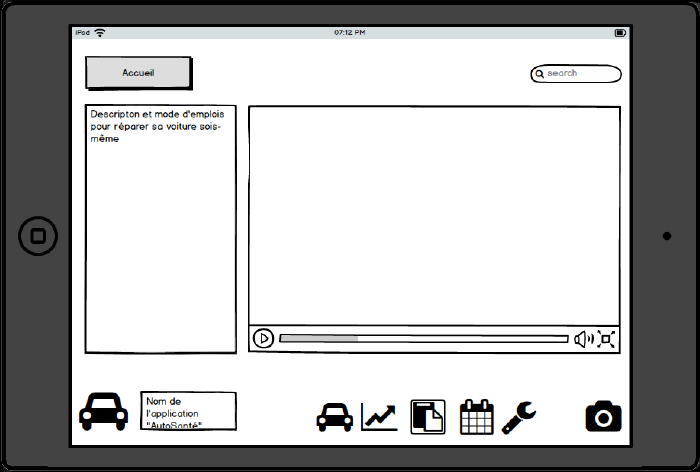 iPod
07:12 PM
Accueil
search
Descripton et mode d'emplois
pour réparer sa voiture sois-
même
Nom de
l'application
"AutoSanté"